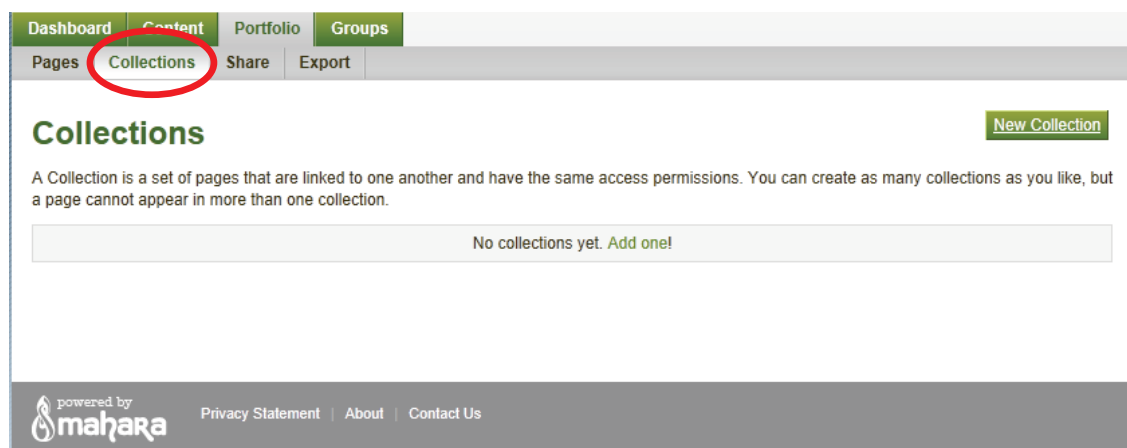 Dashboard Content Portfolio Groups
Pages Collections Share Export
Collections
New Collection
A Collection is a set of pages that are linked to one another and have the same access permissions. You can create as many collections as you like, but
a page cannot appear in more than one collection.
No collections yet. Add one!
powered by
mahara
Privacy Statement | About | Contact Us